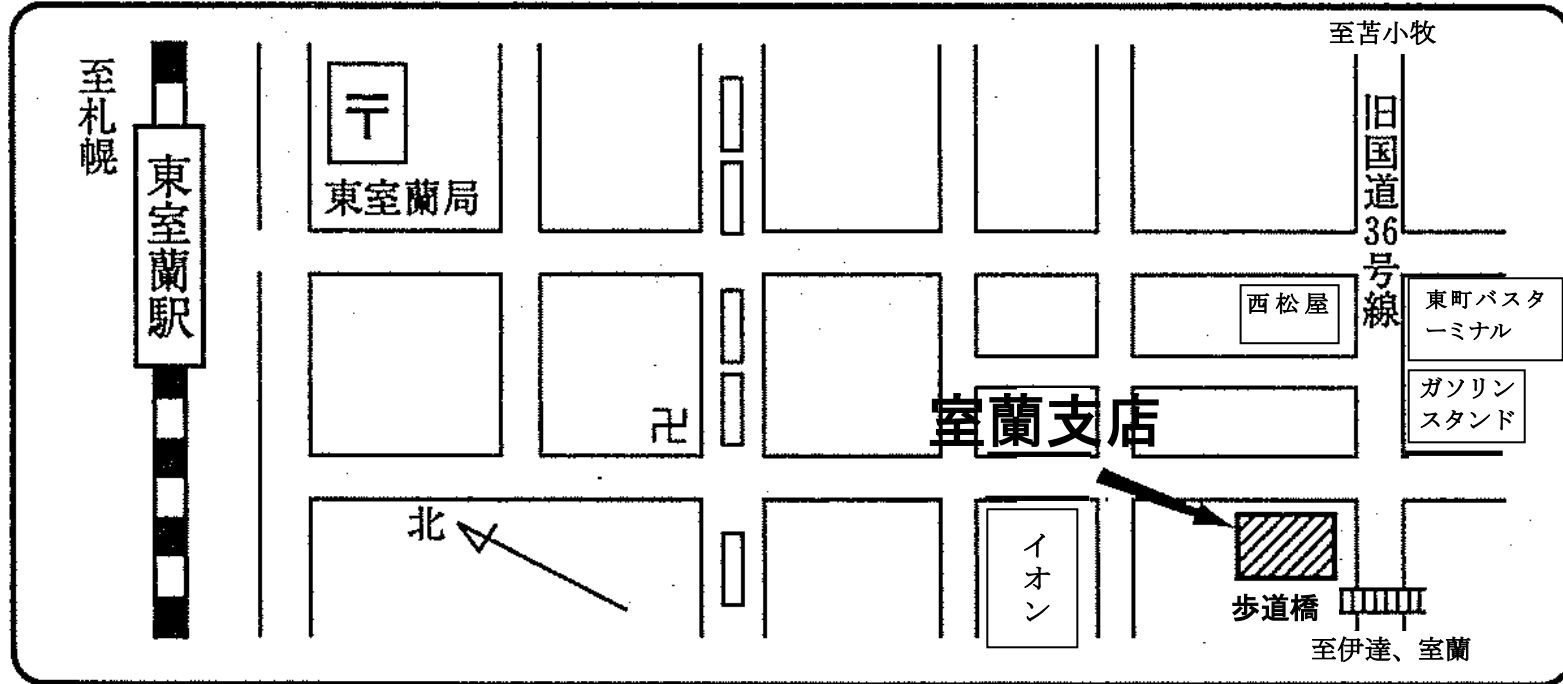 至苫小牧
至札幌
東室蘭駅
〒
東室蘭局
旧国道36号線
西松屋
東町バスタ
ーミナル
ガソリン
スタンド
卍
室蘭支店
北
イオン
歩道橋
至伊達、室蘭